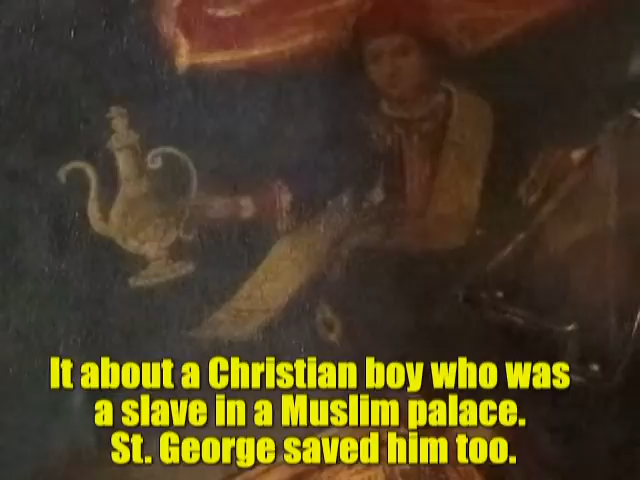 It about a Christian boy who was
a slave in a Muslim palace.
St. George saved him too.